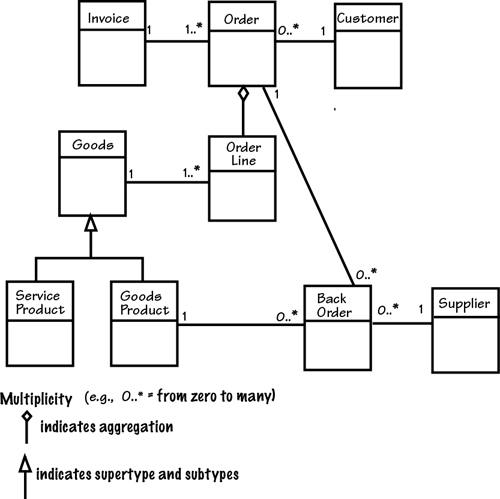 Invoice
Order
Customer
1
1..*
0..*
1
1
Goods
Order
Line
1
1..*
0..*
Service
Product
Goods
Product
Back
Order
Supplier
1
0..*
0..*
1
Multiplicity (e.g., 0..* = from zero to many)
indicates aggregation
indicates supertype and subtypes